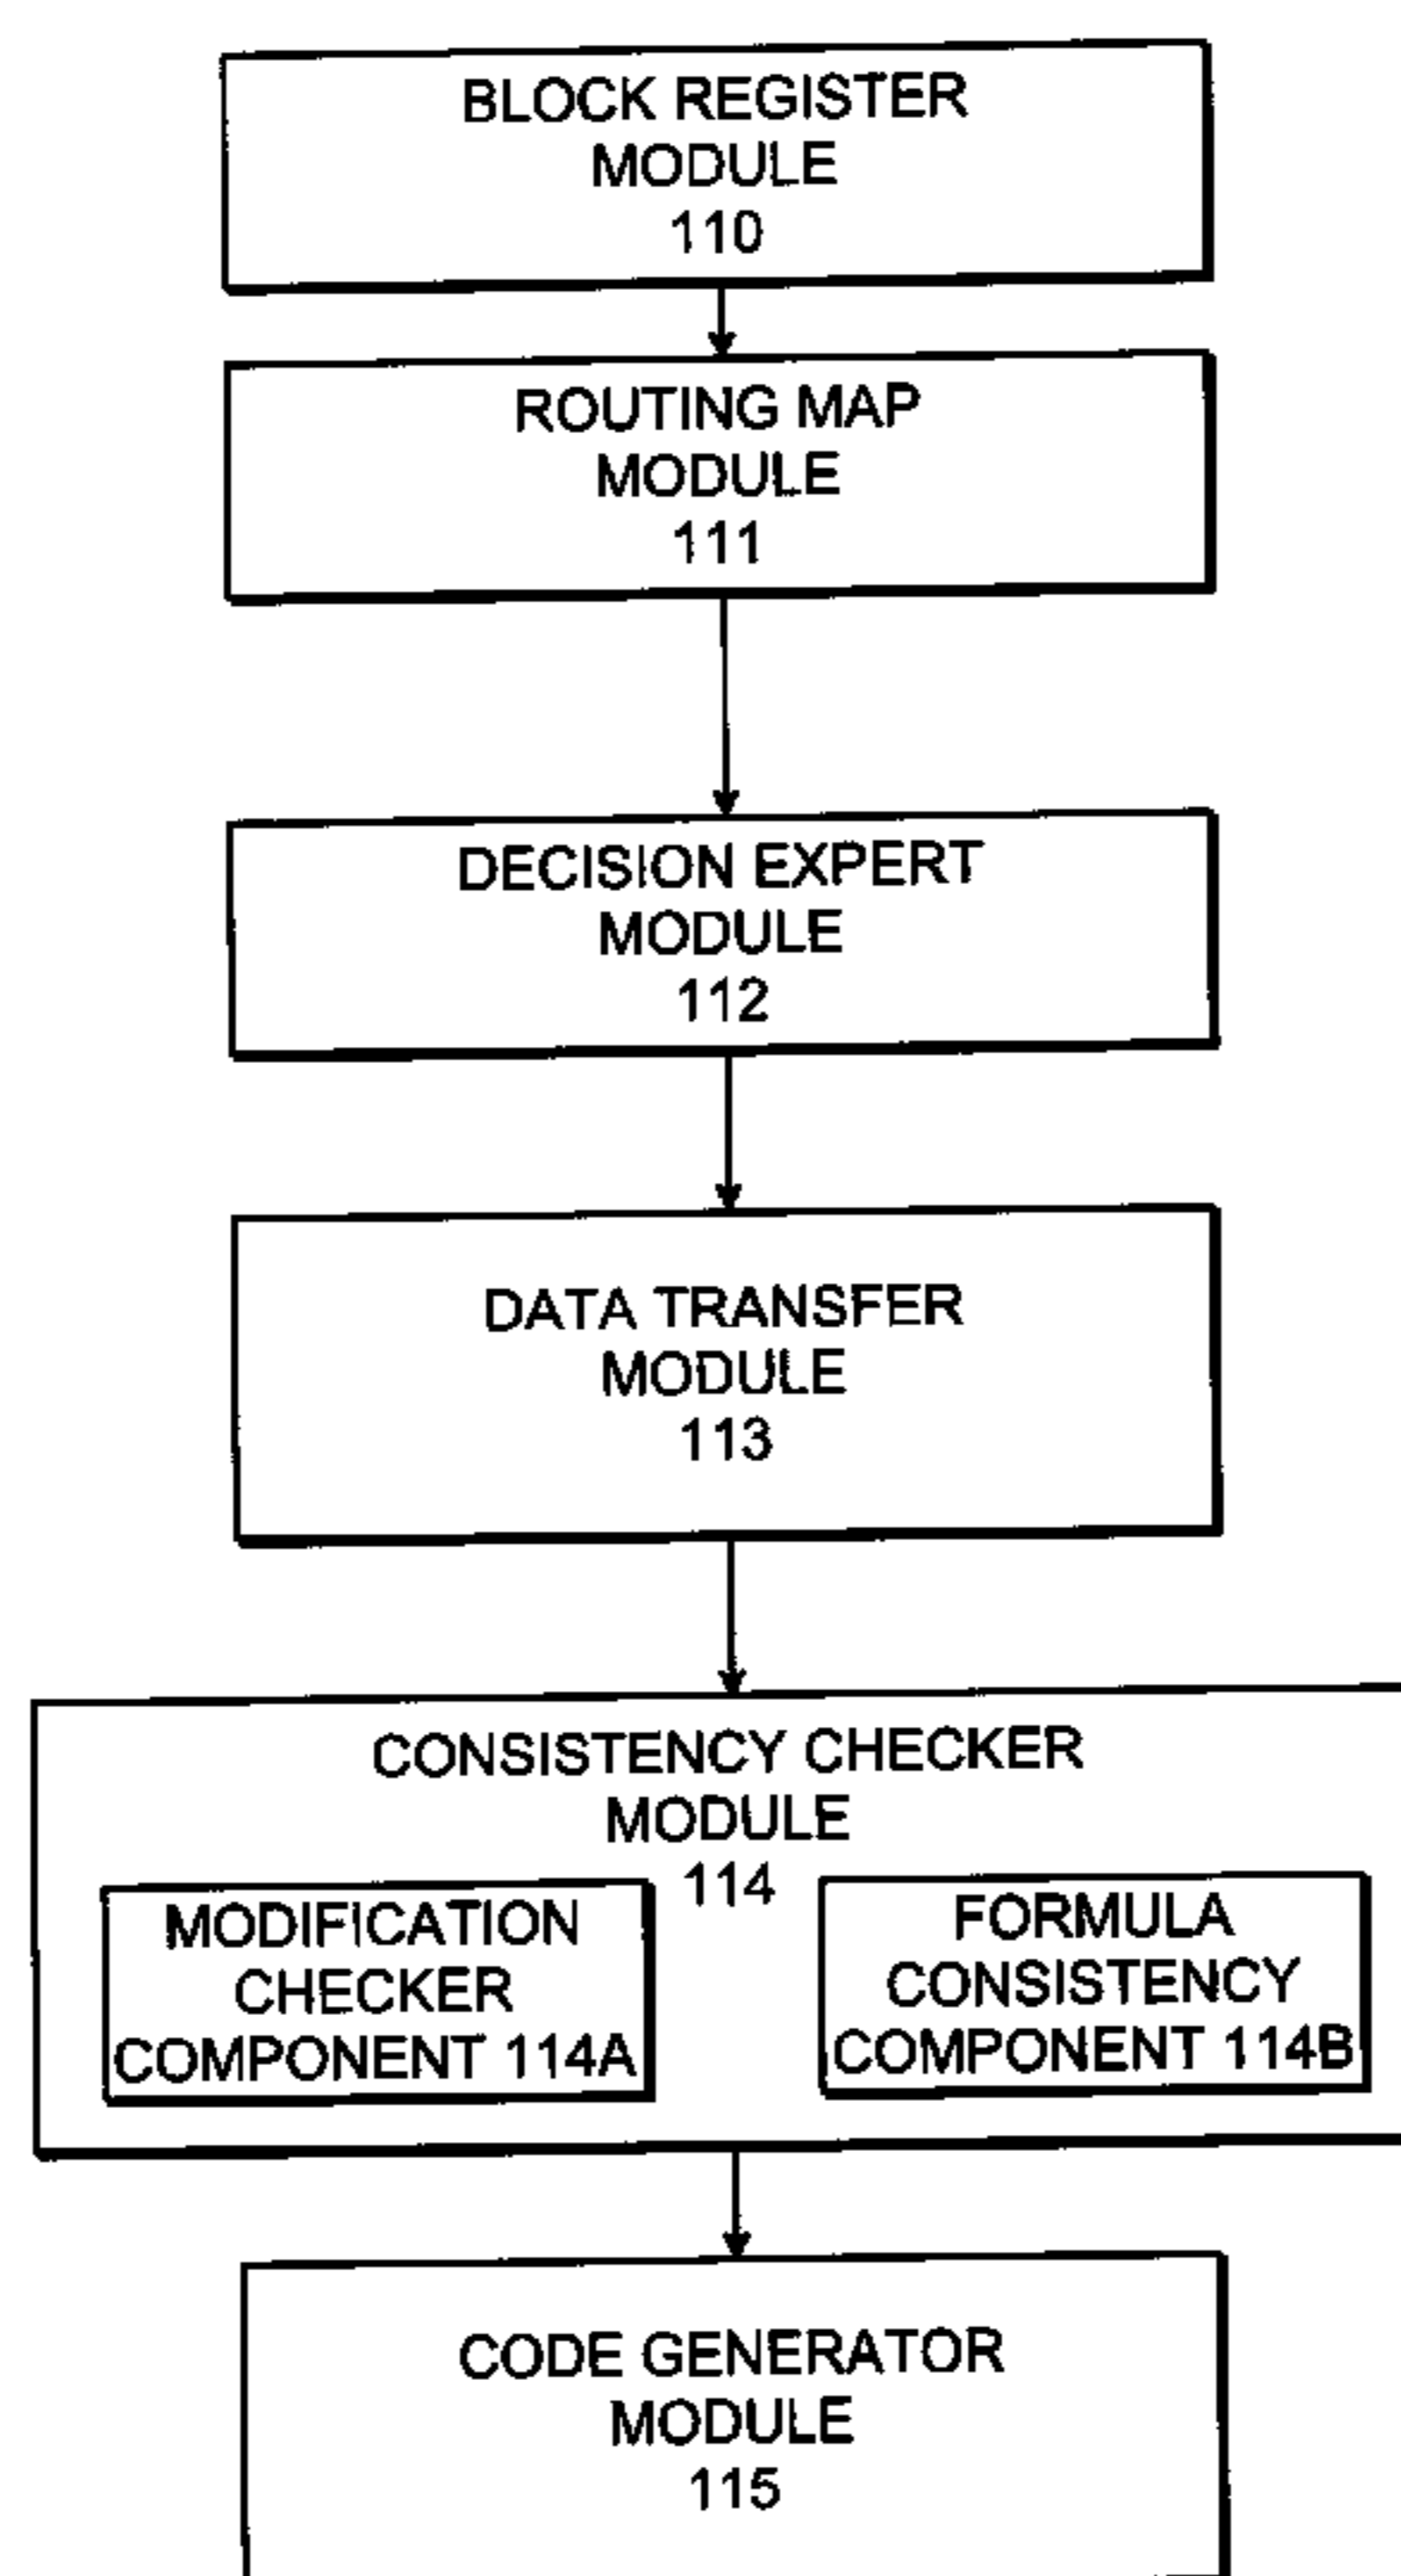 BLOCK REGISTER
MODULE
110
ROUTING MAP
MODULE
111
DECISION EXPERT
MODULE
112
DATA TRANSFER
MODULE
113
CONSISTENCY CHECKER
MODULE
114
MODIFICATION
CHECKER
COMPONENT 114A
FORMULA
CONSISTENCY
COMPONENT 114B
CODE GENERATOR
MODULE
115